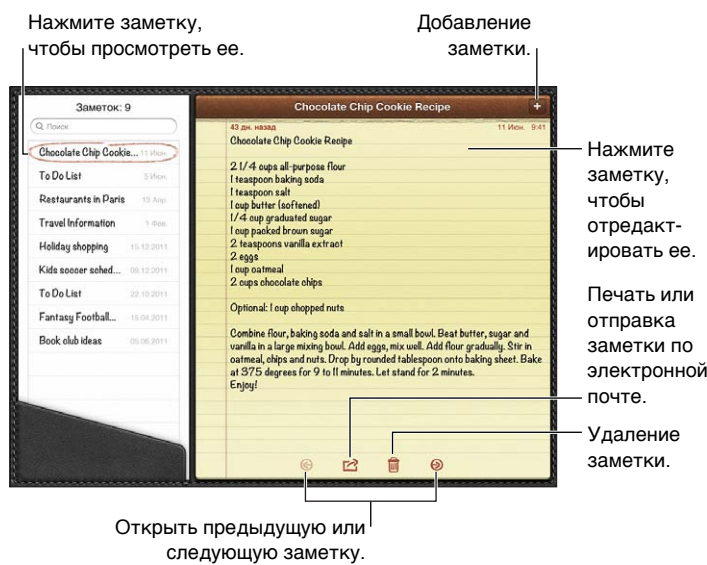 Нажмите заметку,
чтобы просмотреть ее.
Добавление
заметки.
Заметок: 9
Поиск
Chocolate Chip Cookie... 11 Июн.
To Do List 5 Июн.
Restaurants in Paris 13 Апр.
Travel Information 1 Фев.
Holiday shopping 15.12.2011
Kids soccer sched... 09.12.2011
To Do List 22.10.2011
Fantasy Football... 15.09.2011
Book club ideas 05.06.2011
Chocolate Chip Cookie Recipe
+
43 дн. назад 11 Июн. 9:41
Chocolate Chip Cookie Recipe
2 1/4 cups all-purpose flour
1 teaspoon baking soda
1 teaspoon salt
1 cup butter (softened)
1/4 cup graduated sugar
1 cup packed brown sugar
2 teaspoons vanilla extract
2 eggs
1 cup oatmeal
2 cups chocolate chips
Optional: 1 cup chopped nuts
Combine flour, baking soda and salt in a small bowl. Beat butter, sugar and
vanilla in a large mixing bowl. Add eggs, mix well. Add flour gradually. Stir in
oatmeal, chips and nuts. Drop by rounded tablespoon onto baking sheet. Bake
at 375 degrees for 9 to 11 minutes. Let stand for 2 minutes.
Enjoy!
Нажмите
заметку,
чтобы
отредакт-
ировать ее.
Печать или
отправка
заметки по
электронной
почте.
Удаление
заметки.
Открыть предыдущую или
следующую заметку.